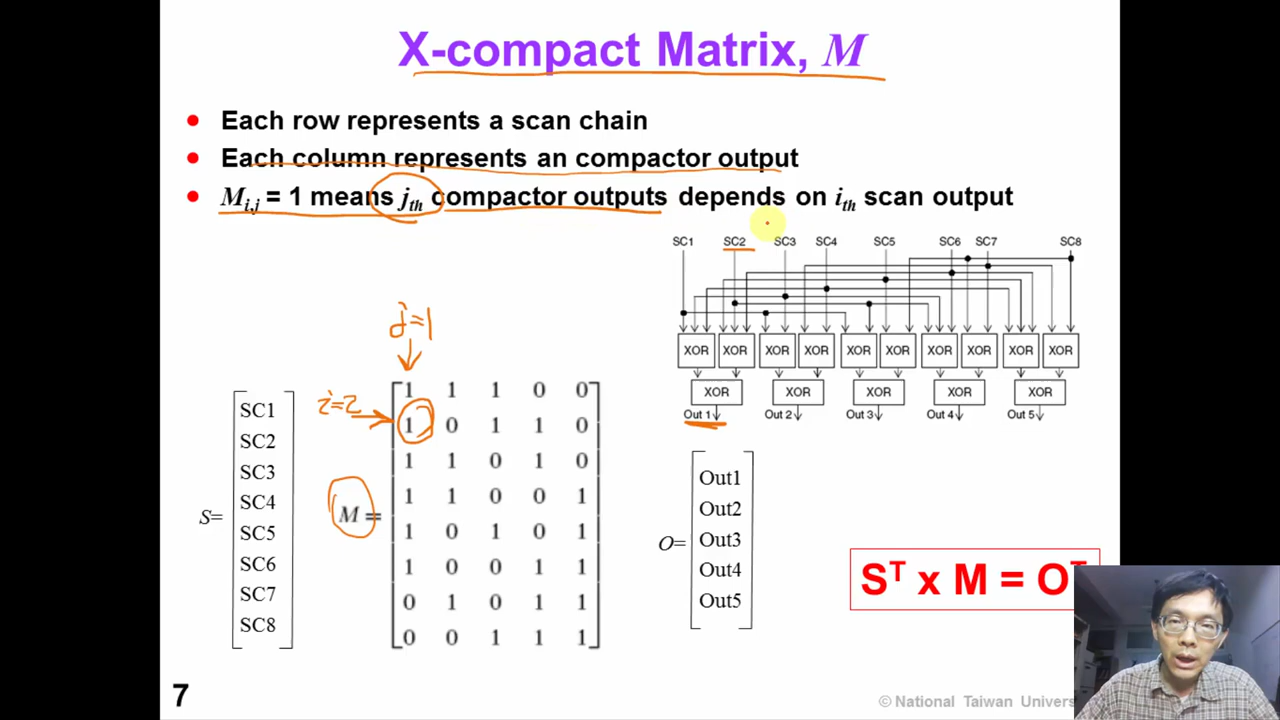 X-compact Matrix, M
• Each row represents a scan chain
• Each column represents an compactor output
• Mi,j = 1 means jth compactor outputs depends on ith scan output
SC1 SC2 SC3 SC4 SC5 SC6 SC7 SC8
XOR XOR XOR XOR XOR XOR XOR XOR XOR XOR
XOR XOR XOR XOR XOR
Out 1 Out 2 Out 3 Out 4 Out 5
j=1
i=2
S=
SC1
SC2
SC3
SC4
SC5
SC6
SC7
SC8
M =
1 1 1 0 0
1 0 1 1 0
1 1 0 1 0
1 1 0 0 1
1 0 1 0 1
1 0 0 1 1
0 1 0 1 1
0 0 1 1 1
O=
Out1
Out2
Out3
Out4
Out5
ST x M = OT
7
© National Taiwan